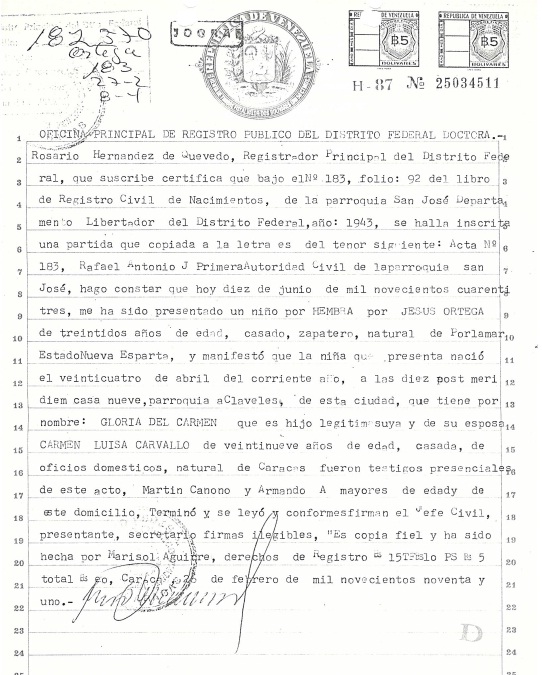 182370
Ortega
183
27-2
8-4
JOGRAF
REPUBLICA DE VENEZUELA
REPUBLICA DE VENEZUELA
REPUBLICA DE VENEZUELA
B5
BOLIVARES
B5
BOLIVARES
H-87 Nº 25034511
1 OFICINA PRINCIPAL DE REGISTRO PUBLICO DEL DISTRITO FEDERAL DOCTORA.- 1
2 Rosario Hernandez de Quevedo, Registrador Principal del Distrito Fede 2
3 ral, que suscribe certifica que bajo elNº 183, folio: 92 del libro 3
4 de Registro Civil de Nacimientos, de la parroquia San José Departa 4
5 mento Libertador del Distrito Federal,año: 1943, se halla inscrita 5
6 una partida que copiada a la letra es del tenor siguiente: Acta Nº 6
7 183, Rafael Antonio J PrimeraAutoridad Civil de laparroquia san 7
8 José, hago constar que hoy diez de junio de mil novecientos cuarenti 8
9 tres, me ha sido presentado un niño por MEMBRA por JESUS ORTEGA 9
10 de treintidos años de edad, casado, zapatero, natural de Porlamar 10
11 EstadoNueva Esparta, y manifestó que la niña que presenta nació 11
12 el veinticuatro de abril del corriente año, a las diez post meri 12
13 diem casa nueve,parroquia aClaveles, de esta ciudad, que tiene por 13
14 nombre: GLORIA DEL CARMEN que es hijo legitimsuya y de su esposa 14
15 CARMEN LUISA CARVALLO de veintinueve años de edad, casada, de 15
16 oficios domesticos, natural de Caracas fueron testigos presenciales 16
17 de este acto, Martin Canono y Armando A mayores de edady de 17
18 este domicilio, Terminó y se leyó y conformesfirman el Jefe Civil, 18
19 presentante, secretario firmas ilegibles, "Es copia fiel y ha sido 19
20 hecha por Marisol Aguirre, derechos de Registro 15 PS 5 20
21 total Caracas 26 de febrero de mil novecientos noventa y 21
22 uno.- 22
23 23
24 D 24
25